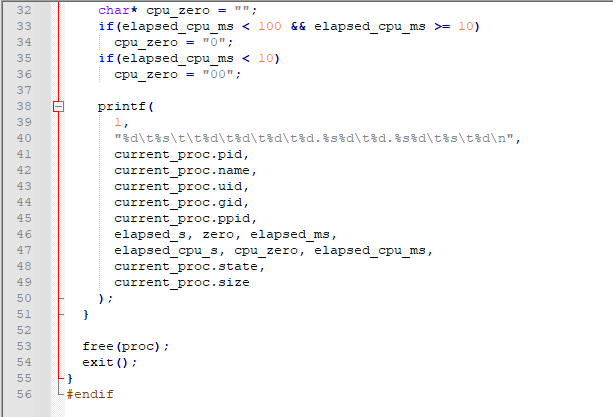 32 char* cpu_zero = "";
33 if(elapsed_cpu_ms < 100 && elapsed_cpu_ms >= 10)
34 cpu_zero = "0";
35 if(elapsed_cpu_ms < 10)
36 cpu_zero = "00";
37
38 printf(
39 1,
40 "%d\t%s\t\t%d\t%d\t%d\t%d.%s%d\t%d.%s%d\t%s\t%d\n",
41 current_proc.pid,
42 current_proc.name,
43 current_proc.uid,
44 current_proc.gid,
45 current_proc.ppid,
46 elapsed_s, zero, elapsed_ms,
47 elapsed_cpu_s, cpu_zero, elapsed_cpu_ms,
48 current_proc.state,
49 current_proc.size
50 );
51 }
52
53 free(proc);
54 exit();
55 }
56 #endif